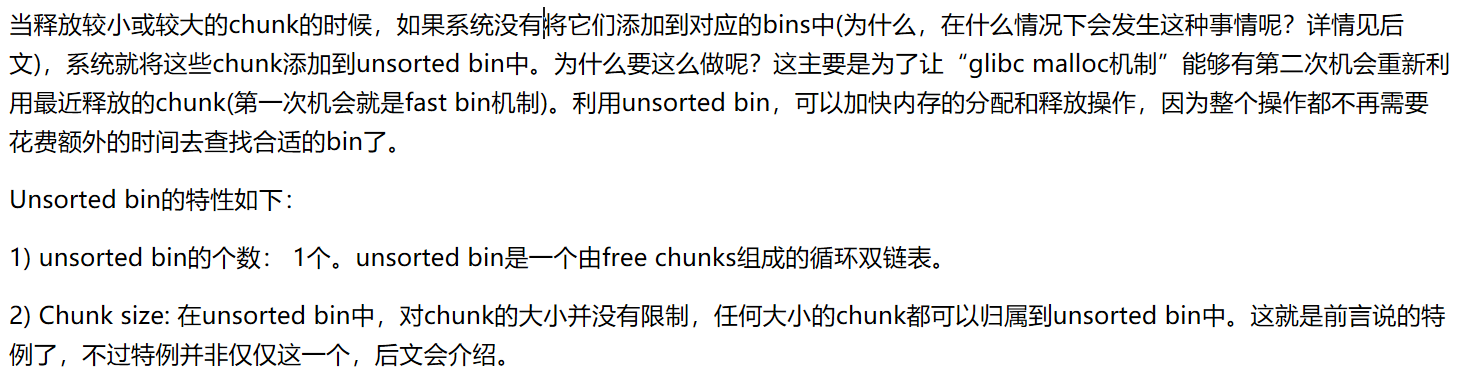 当释放较小或较大的chunk的时候，如果系统没有将它们添加到对应的bins中(为什么，在什么情况下会发生这种事情呢？详情见后
文)，系统就将这些chunk添加到unsorted bin中。为什么要这么做呢？这主要是为了让“glibc malloc机制”能够有第二次机会重新利
用最近释放的chunk(第一次机会就是fast bin机制)。利用unsorted bin，可以加快内存的分配和释放操作，因为整个操作都不再需要
花费额外的时间去查找合适的bin了。
Unsorted bin的特性如下：
1) unsorted bin的个数： 1个。unsorted bin是一个由free chunks组成的循环双链表。
2) Chunk size: 在unsorted bin中，对chunk的大小并没有限制，任何大小的chunk都可以归属到unsorted bin中。这就是前言说的特
例了，不过特例并非仅仅这一个，后文会介绍。